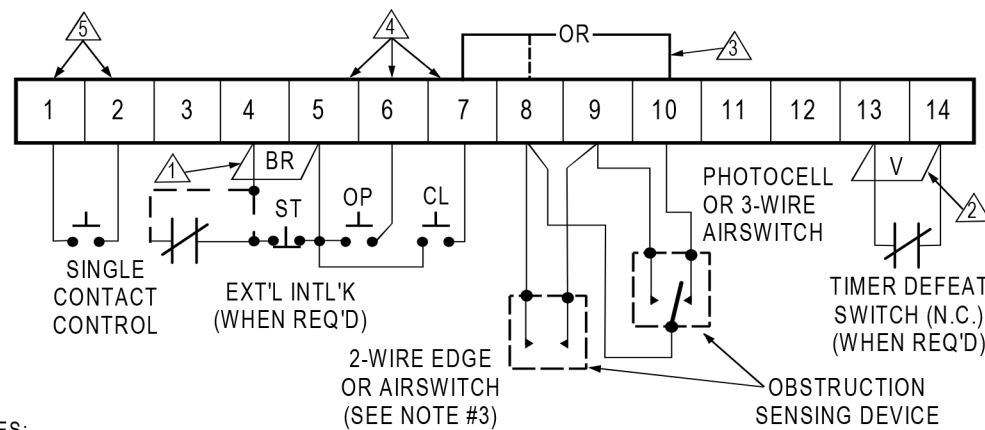 5
4
OR
3
1 2 3 4 5 6 7 8 9 10 11 12 13 14
1
BR
V
2
ST
OP
CL
PHOTOCELL
OR 3-WIRE
AIRSWITCH
SINGLE
CONTACT
CONTROL
EXT'L INTL'K
(WHEN REQ'D)
TIMER DEFEAT
SWITCH (N.C.)
(WHEN REQ'D)
2-WIRE EDGE
OR AIRSWITCH
(SEE NOTE #3)
OBSTRUCTION
SENSING DEVICE